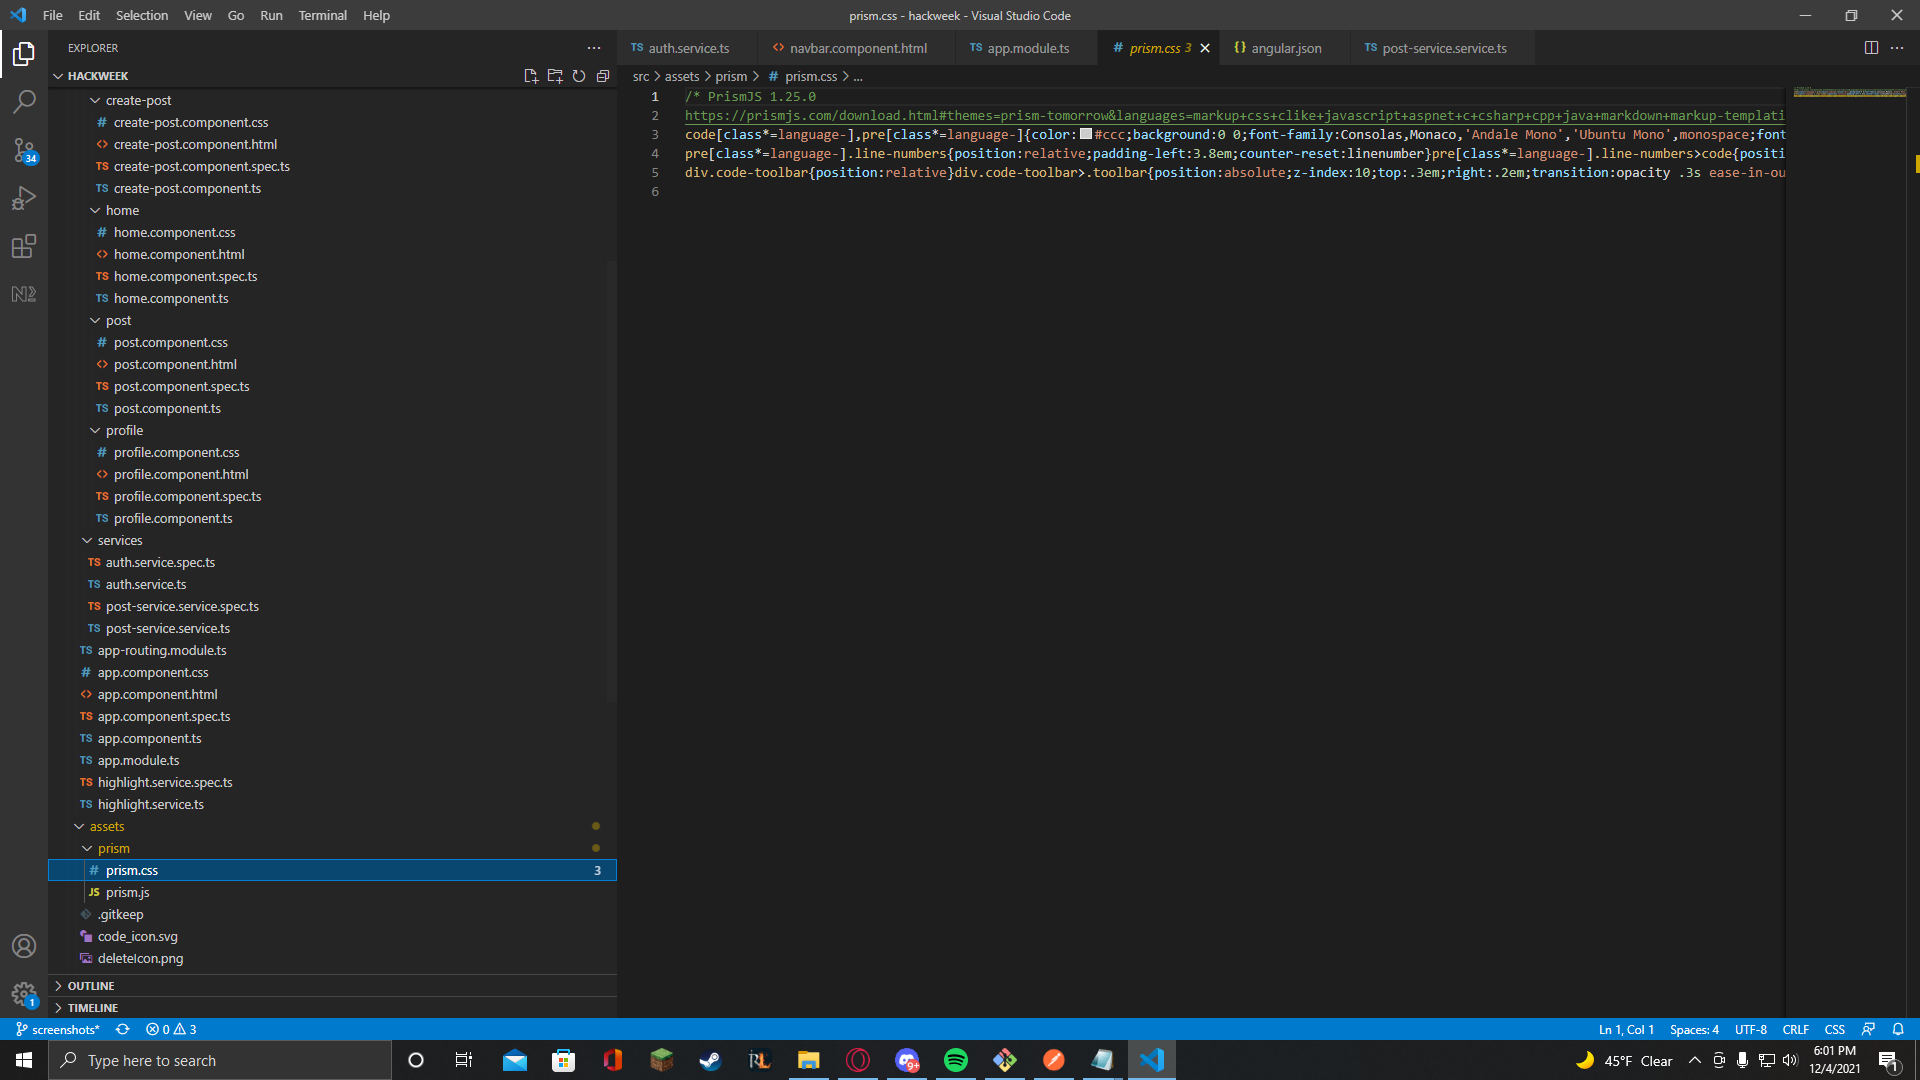 File Edit Selection View Go Run Terminal Help
prism.css - hackweek - Visual Studio Code
EXPLORER
HACKWEEK
create-post
create-post.component.css
create-post.component.html
create-post.component.spec.ts
create-post.component.ts
home
home.component.css
home.component.html
home.component.spec.ts
home.component.ts
post
post.component.css
post.component.html
post.component.spec.ts
post.component.ts
profile
profile.component.css
profile.component.html
profile.component.spec.ts
profile.component.ts
services
auth.service.spec.ts
auth.service.ts
post-service.service.spec.ts
post-service.service.ts
app-routing.module.ts
app.component.css
app.component.html
app.component.spec.ts
app.component.ts
app.module.ts
highlight.service.spec.ts
highlight.service.ts
assets
prism
prism.css 3
prism.js
.gitkeep
code_icon.svg
deleteIcon.png
OUTLINE
TIMELINE
34
1
TS auth.service.ts <> navbar.component.html TS app.module.ts # prism.css 3 {} angular.json TS post-service.service.ts
src > assets > prism > # prism.css > ...
1 /* PrismJS 1.25.0
2 https://prismjs.com/download.html#themes=prism-tomorrow&languages=markup+css+clike+javascript+aspnet+c+csharp+cpp+java+markdown+markup-templati
3 code[class*=language-],pre[class*=language-]{color:#ccc;background:0 0;font-family:Consolas,Monaco,'Andale Mono','Ubuntu Mono',monospace;font
4 pre[class*=language-].line-numbers{position:relative;padding-left:3.8em;counter-reset:linenumber}pre[class*=language-].line-numbers>code{positi
5 div.code-toolbar{position:relative}div.code-toolbar>.toolbar{position:absolute;z-index:10;top:.3em;right:.2em;transition:opacity .3s ease-in-ou
6
screenshots* 0 3
Ln 1, Col 1 Spaces: 4 UTF-8 CRLF CSS
Type here to search
9+
45°F Clear
6:01 PM
12/4/2021
1